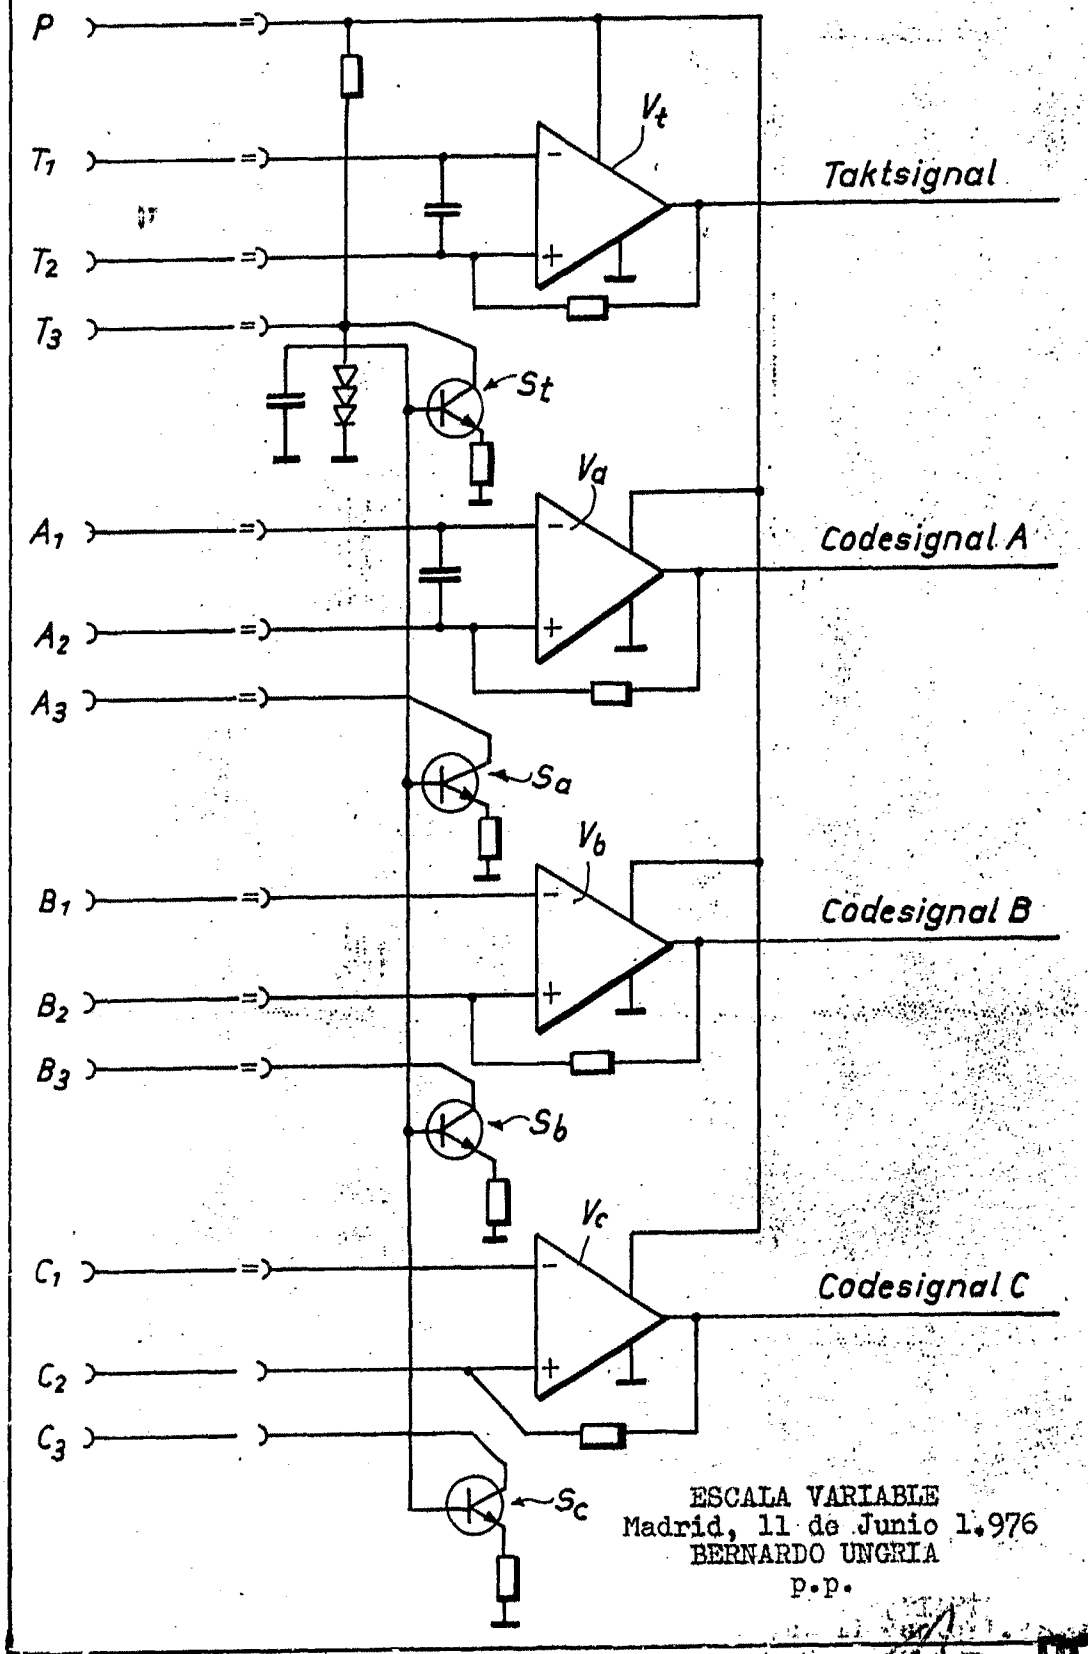 P
Vt
T1
Taktsignal
T2
T3
St
Va
A1
Codesignal A
A2
A3
Sa
Vb
B1
Codesignal B
B2
B3
Sb
Vc
C1
Codesignal C
C2
C3
Sc
ESCALA VARIABLE
Madrid, 11 de Junio 1.976
BERNARDO UNGRIA
p.p.